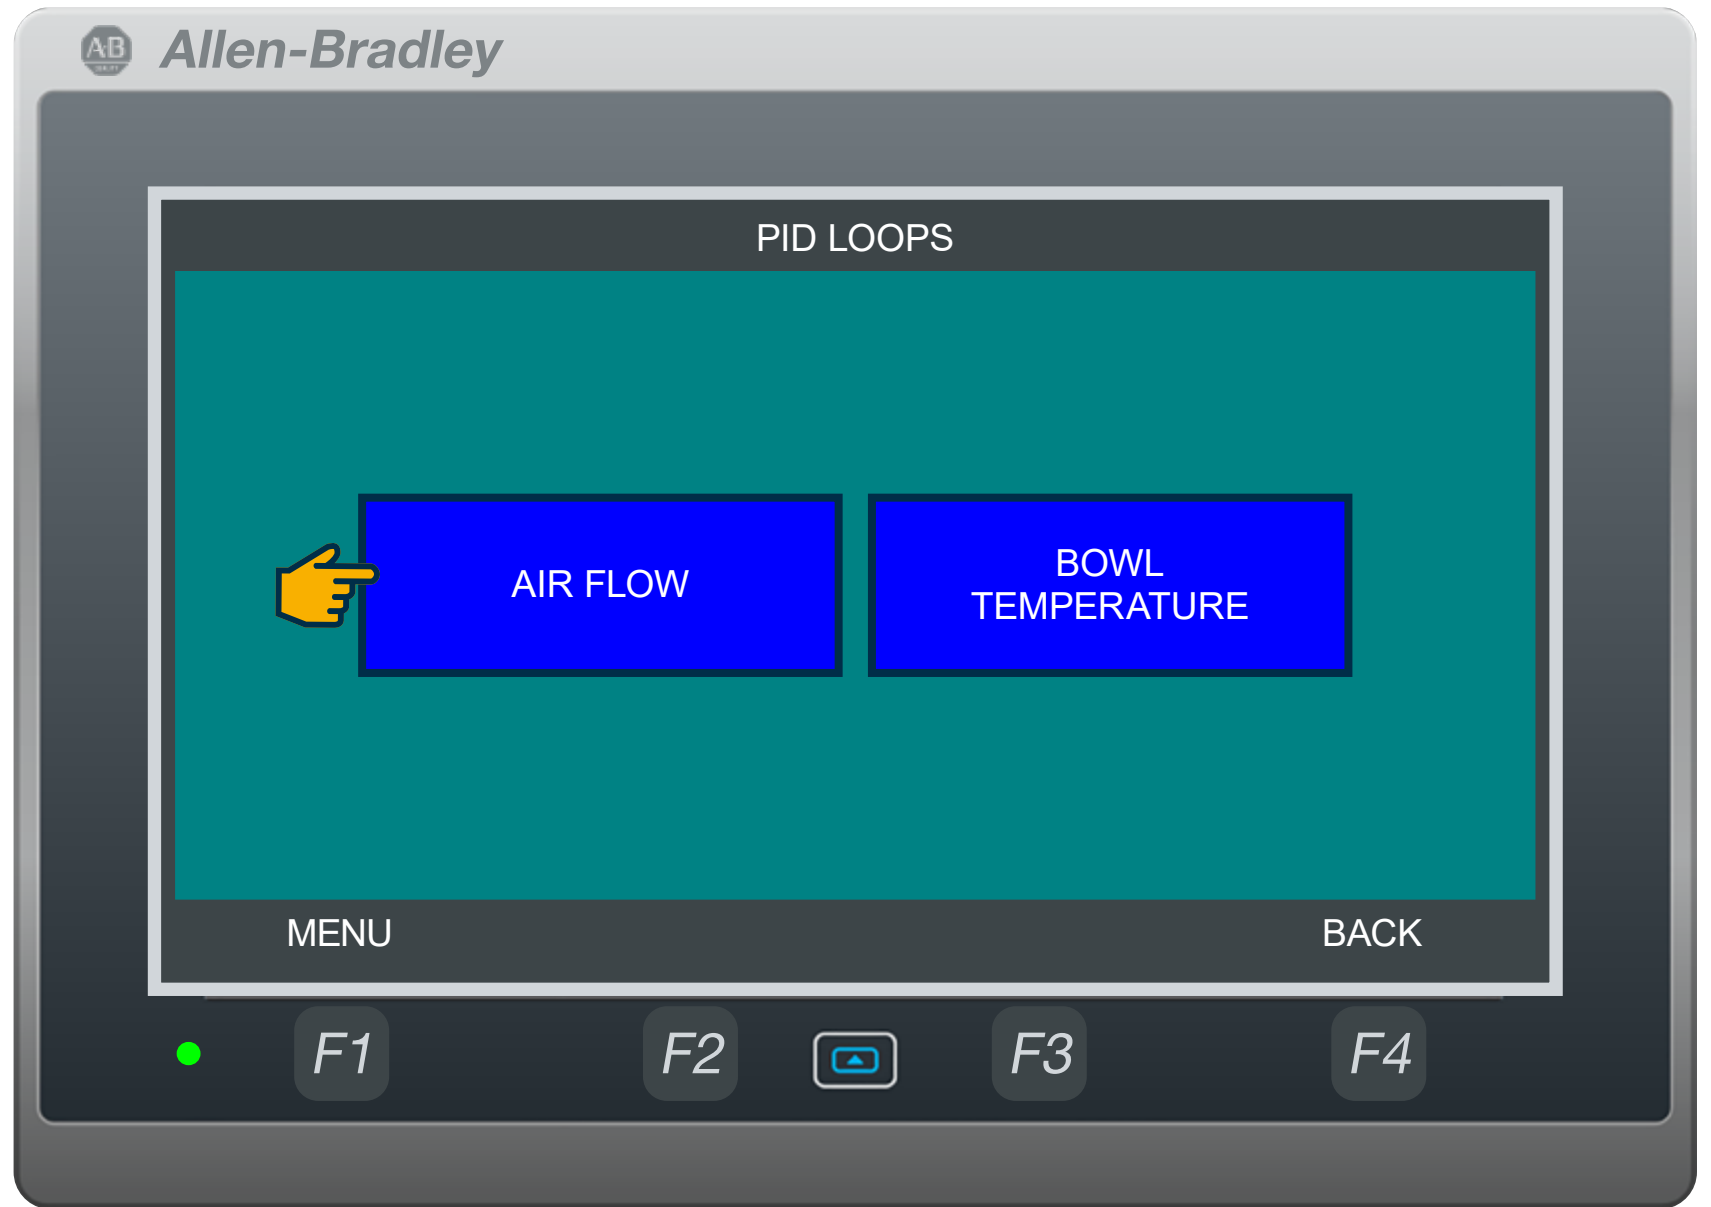 A-B
Allen-Bradley
PID LOOPS
AIR FLOW
BOWL
TEMPERATURE
MENU
BACK
F1
F2
F3
F4